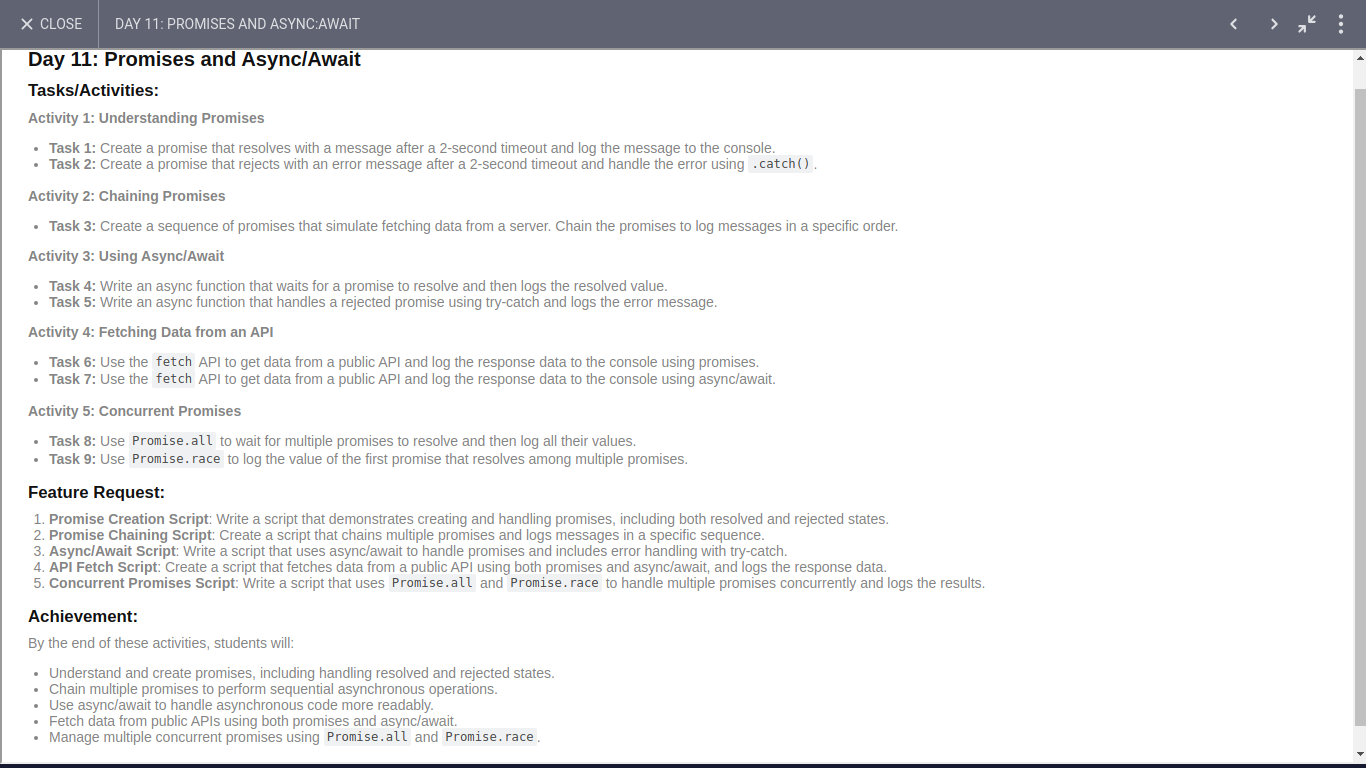 CLOSE
DAY 11: PROMISES AND ASYNC:AWAIT
Day 11: Promises and Async/Await
Tasks/Activities:
Activity 1: Understanding Promises
• Task 1: Create a promise that resolves with a message after a 2-second timeout and log the message to the console.
• Task 2: Create a promise that rejects with an error message after a 2-second timeout and handle the error using .catch().
Activity 2: Chaining Promises
• Task 3: Create a sequence of promises that simulate fetching data from a server. Chain the promises to log messages in a specific order.
Activity 3: Using Async/Await
• Task 4: Write an async function that waits for a promise to resolve and then logs the resolved value.
• Task 5: Write an async function that handles a rejected promise using try-catch and logs the error message.
Activity 4: Fetching Data from an API
• Task 6: Use the fetch API to get data from a public API and log the response data to the console using promises.
• Task 7: Use the fetch API to get data from a public API and log the response data to the console using async/await.
Activity 5: Concurrent Promises
• Task 8: Use Promise.all to wait for multiple promises to resolve and then log all their values.
• Task 9: Use Promise.race to log the value of the first promise that resolves among multiple promises.
Feature Request:
1. Promise Creation Script: Write a script that demonstrates creating and handling promises, including both resolved and rejected states.
2. Promise Chaining Script: Create a script that chains multiple promises and logs messages in a specific sequence.
3. Async/Await Script: Write a script that uses async/await to handle promises and includes error handling with try-catch.
4. API Fetch Script: Create a script that fetches data from a public API using both promises and async/await, and logs the response data.
5. Concurrent Promises Script: Write a script that uses Promise.all and Promise.race to handle multiple promises concurrently and logs the results.
Achievement:
By the end of these activities, students will:
• Understand and create promises, including handling resolved and rejected states.
• Chain multiple promises to perform sequential asynchronous operations.
• Use async/await to handle asynchronous code more readably.
• Fetch data from public APIs using both promises and async/await.
• Manage multiple concurrent promises using Promise.all and Promise.race.